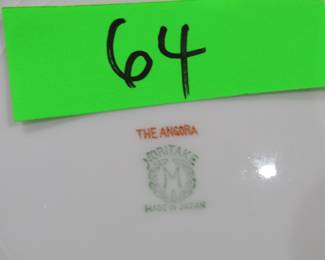 64
THE ANGORA
NORITAKE
M
MADE IN JAPAN